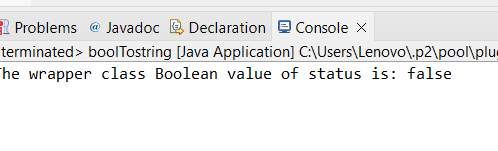 Problems @ Javadoc Declaration Console ×
terminated> boolTostring [Java Application] C:\Users\Lenovo\.p2\pool\plu
The wrapper class Boolean value of status is: false